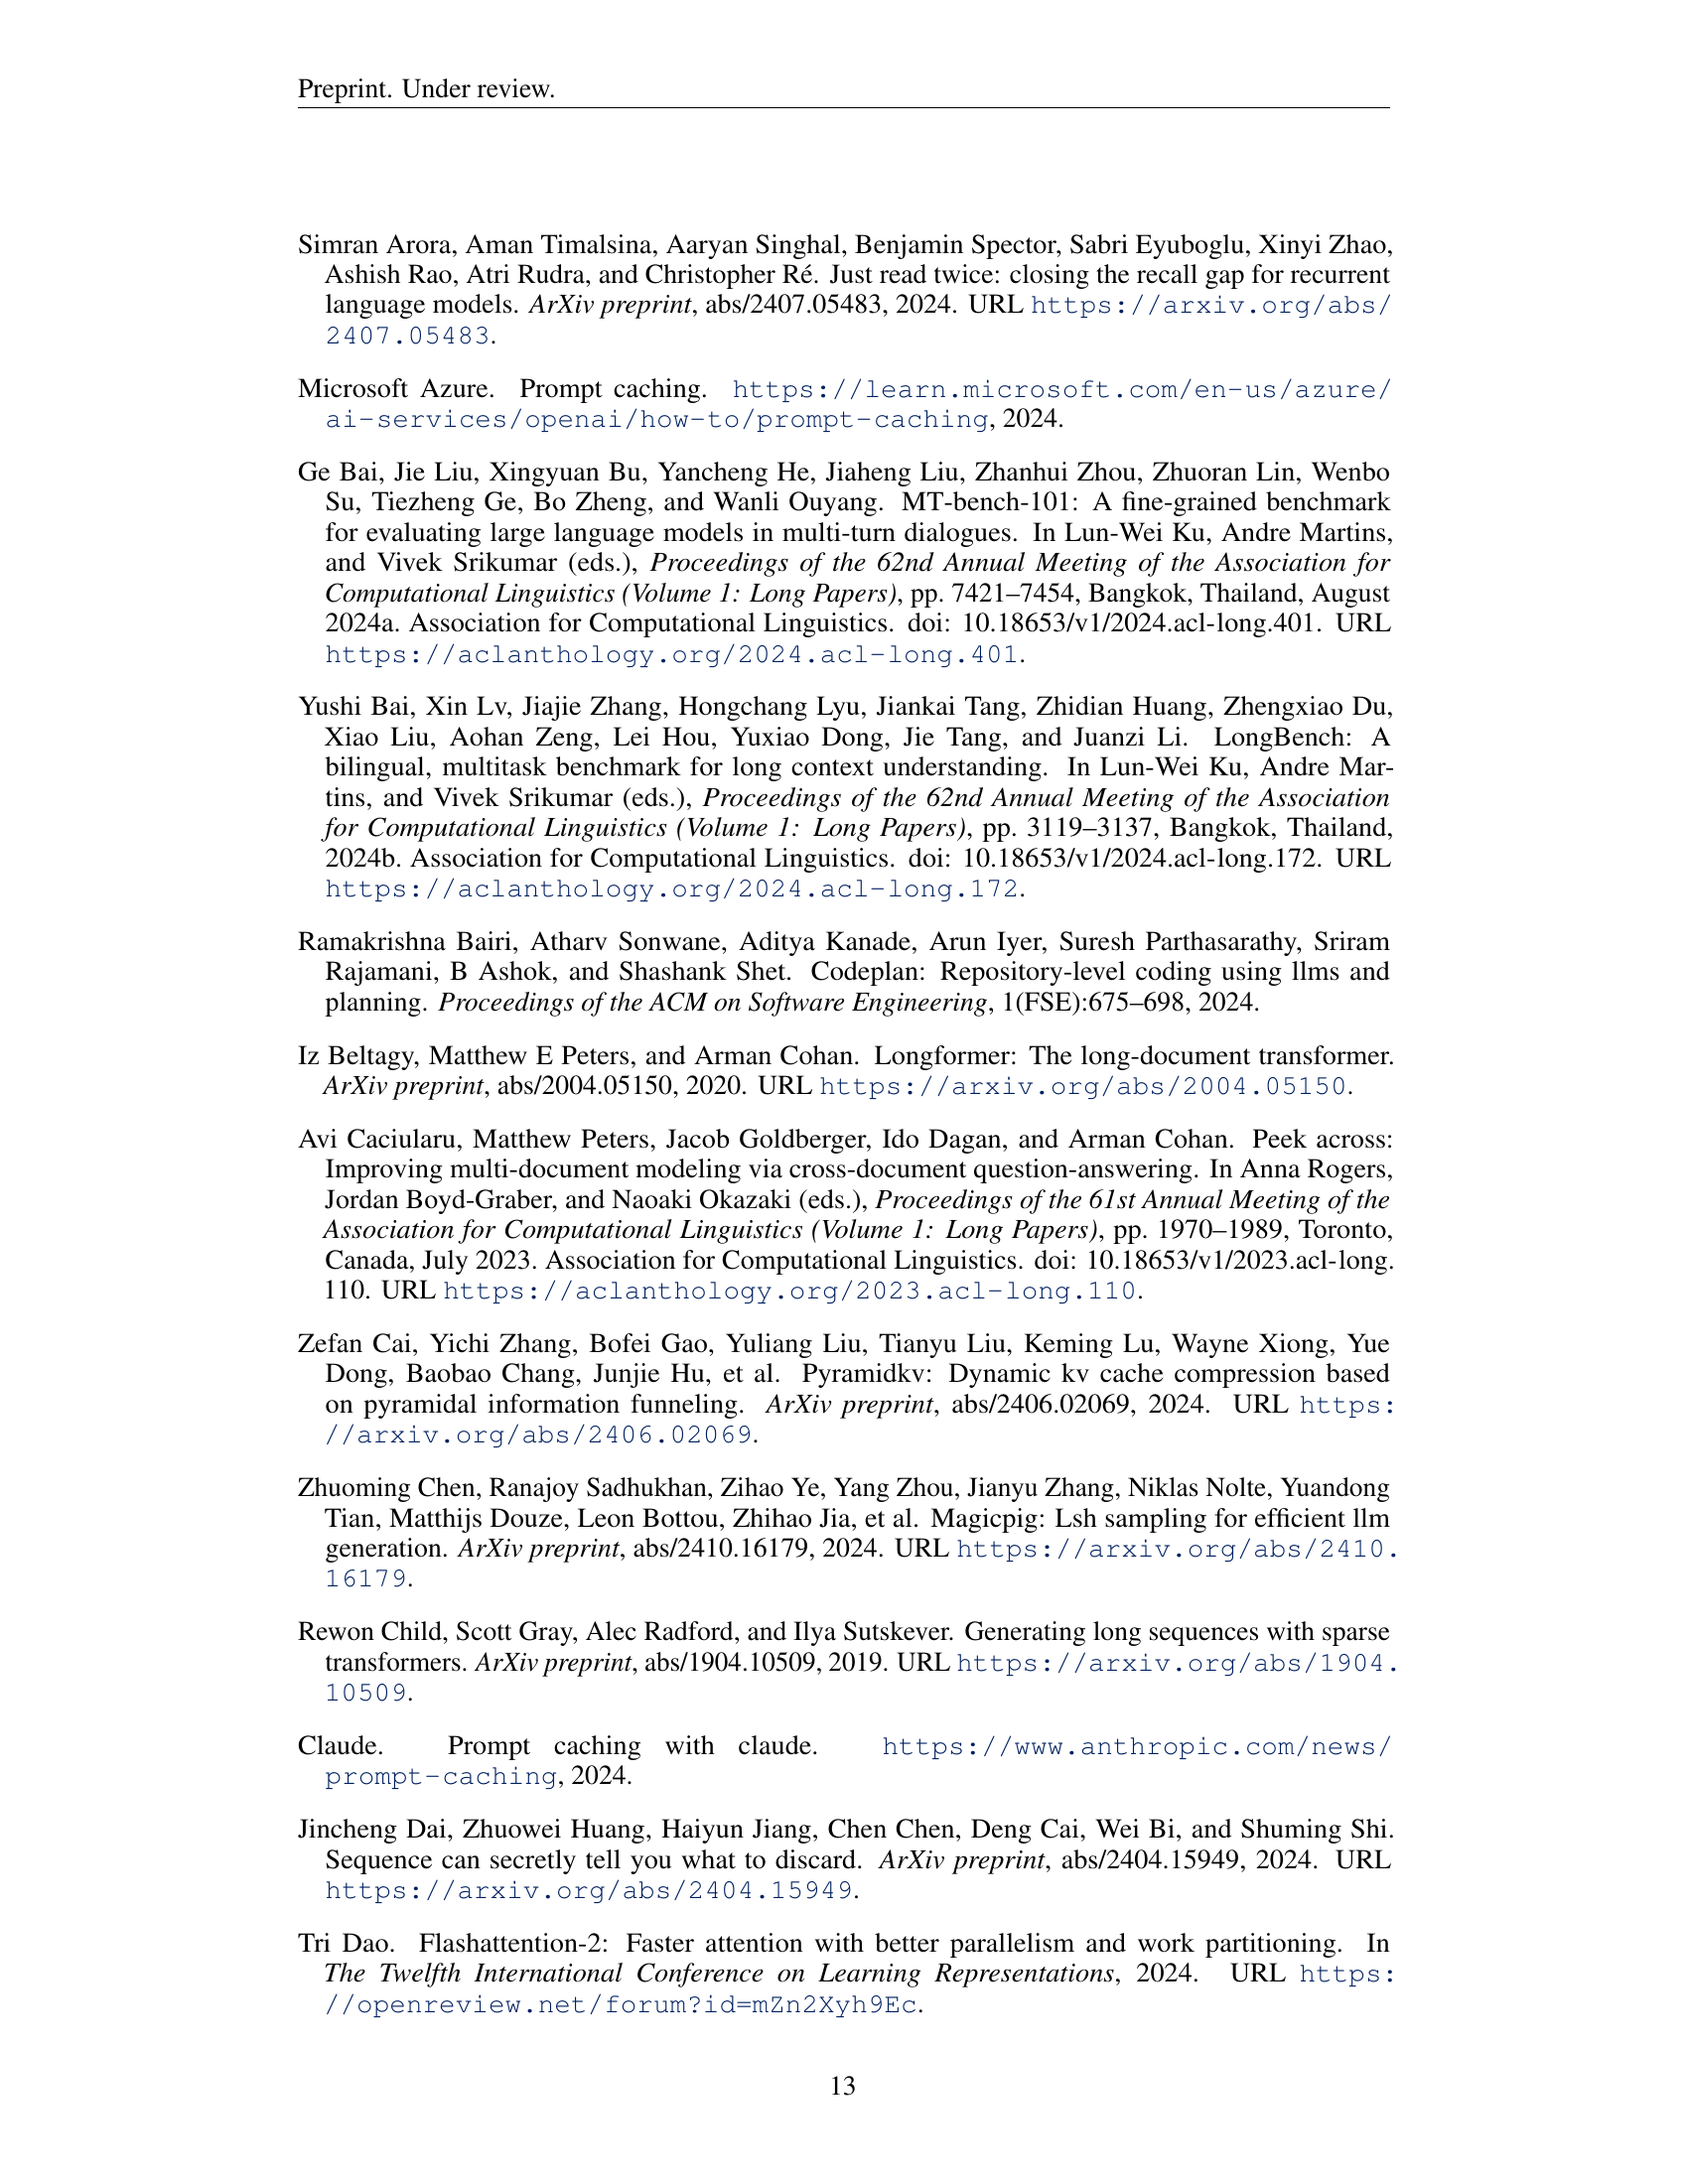 Preprint. Under review.
Simran Arora, Aman Timalsina, Aaryan Singhal, Benjamin Spector, Sabri Eyuboglu, Xinyi Zhao,
Ashish Rao, Atri Rudra, and Christopher Ré. Just read twice: closing the recall gap for recurrent
language models. ArXiv preprint, abs/2407.05483, 2024. URL https://arxiv.org/abs/
2407.05483.
Microsoft Azure. Prompt caching. https://learn.microsoft.com/en-us/azure/
ai-services/openai/how-to/prompt-caching, 2024.
Ge Bai, Jie Liu, Xingyuan Bu, Yancheng He, Jiaheng Liu, Zhanhui Zhou, Zhuoran Lin, Wenbo
Su, Tiezheng Ge, Bo Zheng, and Wanli Ouyang. MT-bench-101: A fine-grained benchmark
for evaluating large language models in multi-turn dialogues. In Lun-Wei Ku, Andre Martins,
and Vivek Srikumar (eds.), Proceedings of the 62nd Annual Meeting of the Association for
Computational Linguistics (Volume 1: Long Papers), pp. 7421–7454, Bangkok, Thailand, August
2024a. Association for Computational Linguistics. doi: 10.18653/v1/2024.acl-long.401. URL
https://aclanthology.org/2024.acl-long.401.
Yushi Bai, Xin Lv, Jiajie Zhang, Hongchang Lyu, Jiankai Tang, Zhidian Huang, Zhengxiao Du,
Xiao Liu, Aohan Zeng, Lei Hou, Yuxiao Dong, Jie Tang, and Juanzi Li. LongBench: A
bilingual, multitask benchmark for long context understanding. In Lun-Wei Ku, Andre Mar-
tins, and Vivek Srikumar (eds.), Proceedings of the 62nd Annual Meeting of the Association
for Computational Linguistics (Volume 1: Long Papers), pp. 3119–3137, Bangkok, Thailand,
2024b. Association for Computational Linguistics. doi: 10.18653/v1/2024.acl-long.172. URL
https://aclanthology.org/2024.acl-long.172.
Ramakrishna Bairi, Atharv Sonwane, Aditya Kanade, Arun Iyer, Suresh Parthasarathy, Sriram
Rajamani, B Ashok, and Shashank Shet. Codeplan: Repository-level coding using llms and
planning. Proceedings of the ACM on Software Engineering, 1(FSE):675–698, 2024.
Iz Beltagy, Matthew E Peters, and Arman Cohan. Longformer: The long-document transformer.
ArXiv preprint, abs/2004.05150, 2020. URL https://arxiv.org/abs/2004.05150.
Avi Caciularu, Matthew Peters, Jacob Goldberger, Ido Dagan, and Arman Cohan. Peek across:
Improving multi-document modeling via cross-document question-answering. In Anna Rogers,
Jordan Boyd-Graber, and Naoaki Okazaki (eds.), Proceedings of the 61st Annual Meeting of the
Association for Computational Linguistics (Volume 1: Long Papers), pp. 1970–1989, Toronto,
Canada, July 2023. Association for Computational Linguistics. doi: 10.18653/v1/2023.acl-long.
110. URL https://aclanthology.org/2023.acl-long.110.
Zefan Cai, Yichi Zhang, Bofei Gao, Yuliang Liu, Tianyu Liu, Keming Lu, Wayne Xiong, Yue
Dong, Baobao Chang, Junjie Hu, et al. Pyramidkv: Dynamic kv cache compression based
on pyramidal information funneling. ArXiv preprint, abs/2406.02069, 2024. URL https:
//arxiv.org/abs/2406.02069.
Zhuoming Chen, Ranajoy Sadhukhan, Zihao Ye, Yang Zhou, Jianyu Zhang, Niklas Nolte, Yuandong
Tian, Matthijs Douze, Leon Bottou, Zhihao Jia, et al. Magicpig: Lsh sampling for efficient llm
generation. ArXiv preprint, abs/2410.16179, 2024. URL https://arxiv.org/abs/2410.
16179.
Rewon Child, Scott Gray, Alec Radford, and Ilya Sutskever. Generating long sequences with sparse
transformers. ArXiv preprint, abs/1904.10509, 2019. URL https://arxiv.org/abs/1904.
10509.
Claude. Prompt caching with claude. https://www.anthropic.com/news/
prompt-caching, 2024.
Jincheng Dai, Zhuowei Huang, Haiyun Jiang, Chen Chen, Deng Cai, Wei Bi, and Shuming Shi.
Sequence can secretly tell you what to discard. ArXiv preprint, abs/2404.15949, 2024. URL
https://arxiv.org/abs/2404.15949.
Tri Dao. Flashattention-2: Faster attention with better parallelism and work partitioning. In
The Twelfth International Conference on Learning Representations, 2024. URL https:
//openreview.net/forum?id=mZn2Xyh9Ec.
13